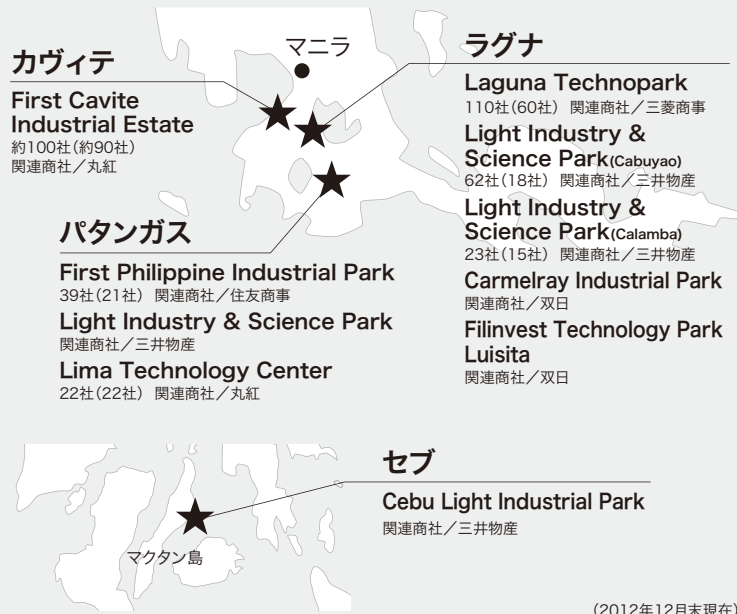 マニラ
カヴィテ
First Cavite
Industrial Estate
約100社(約90社)
関連商社／丸紅
ラグナ
Laguna Technopark
110社(60社) 関連商社／三菱商事
Light Industry &
Science Park(Cabuyao)
62社(18社) 関連商社／三井物産
Light Industry &
Science Park(Calamba)
23社(15社) 関連商社／三井物産
Carmelray Industrial Park
関連商社／双日
Filinvest Technology Park
Luisita
関連商社／双日
パタンガス
First Philippine Industrial Park
39社(21社) 関連商社／住友商事
Light Industry & Science Park
関連商社／三井物産
Lima Technology Center
22社(22社) 関連商社／丸紅
セブ
Cebu Light Industrial Park
関連商社／三井物産
マクタン島
(2012年12月末現在)